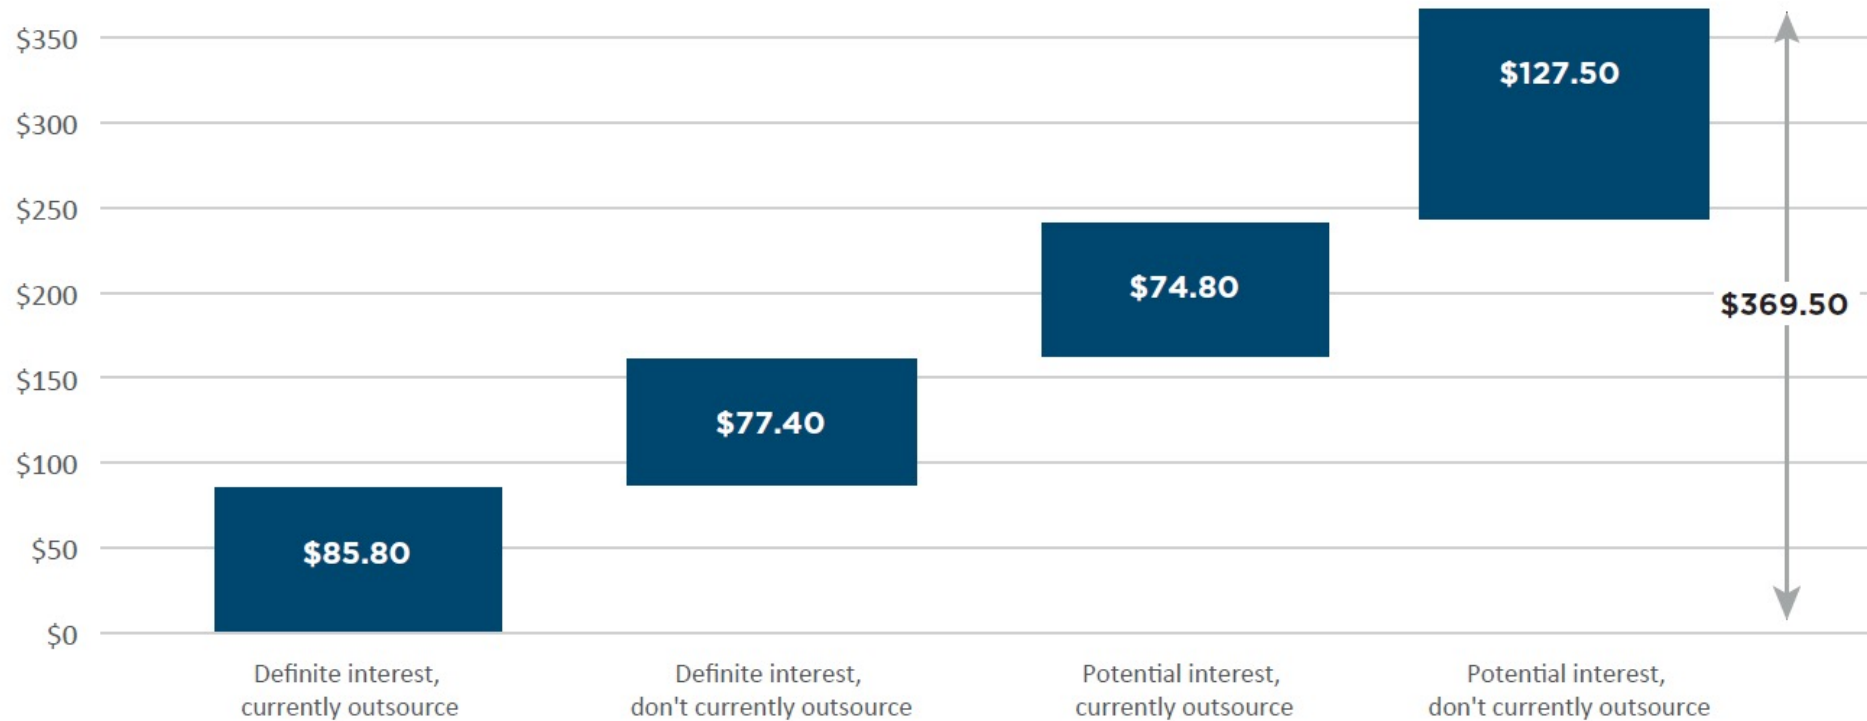 $350
$300
$250
$200
$150
$100
$50
$0
$85.80
$77.40
$74.80
$127.50
$369.50
Definite interest,
currently outsource
Definite interest,
don't currently outsource
Potential interest,
currently outsource
Potential interest,
don't currently outsource